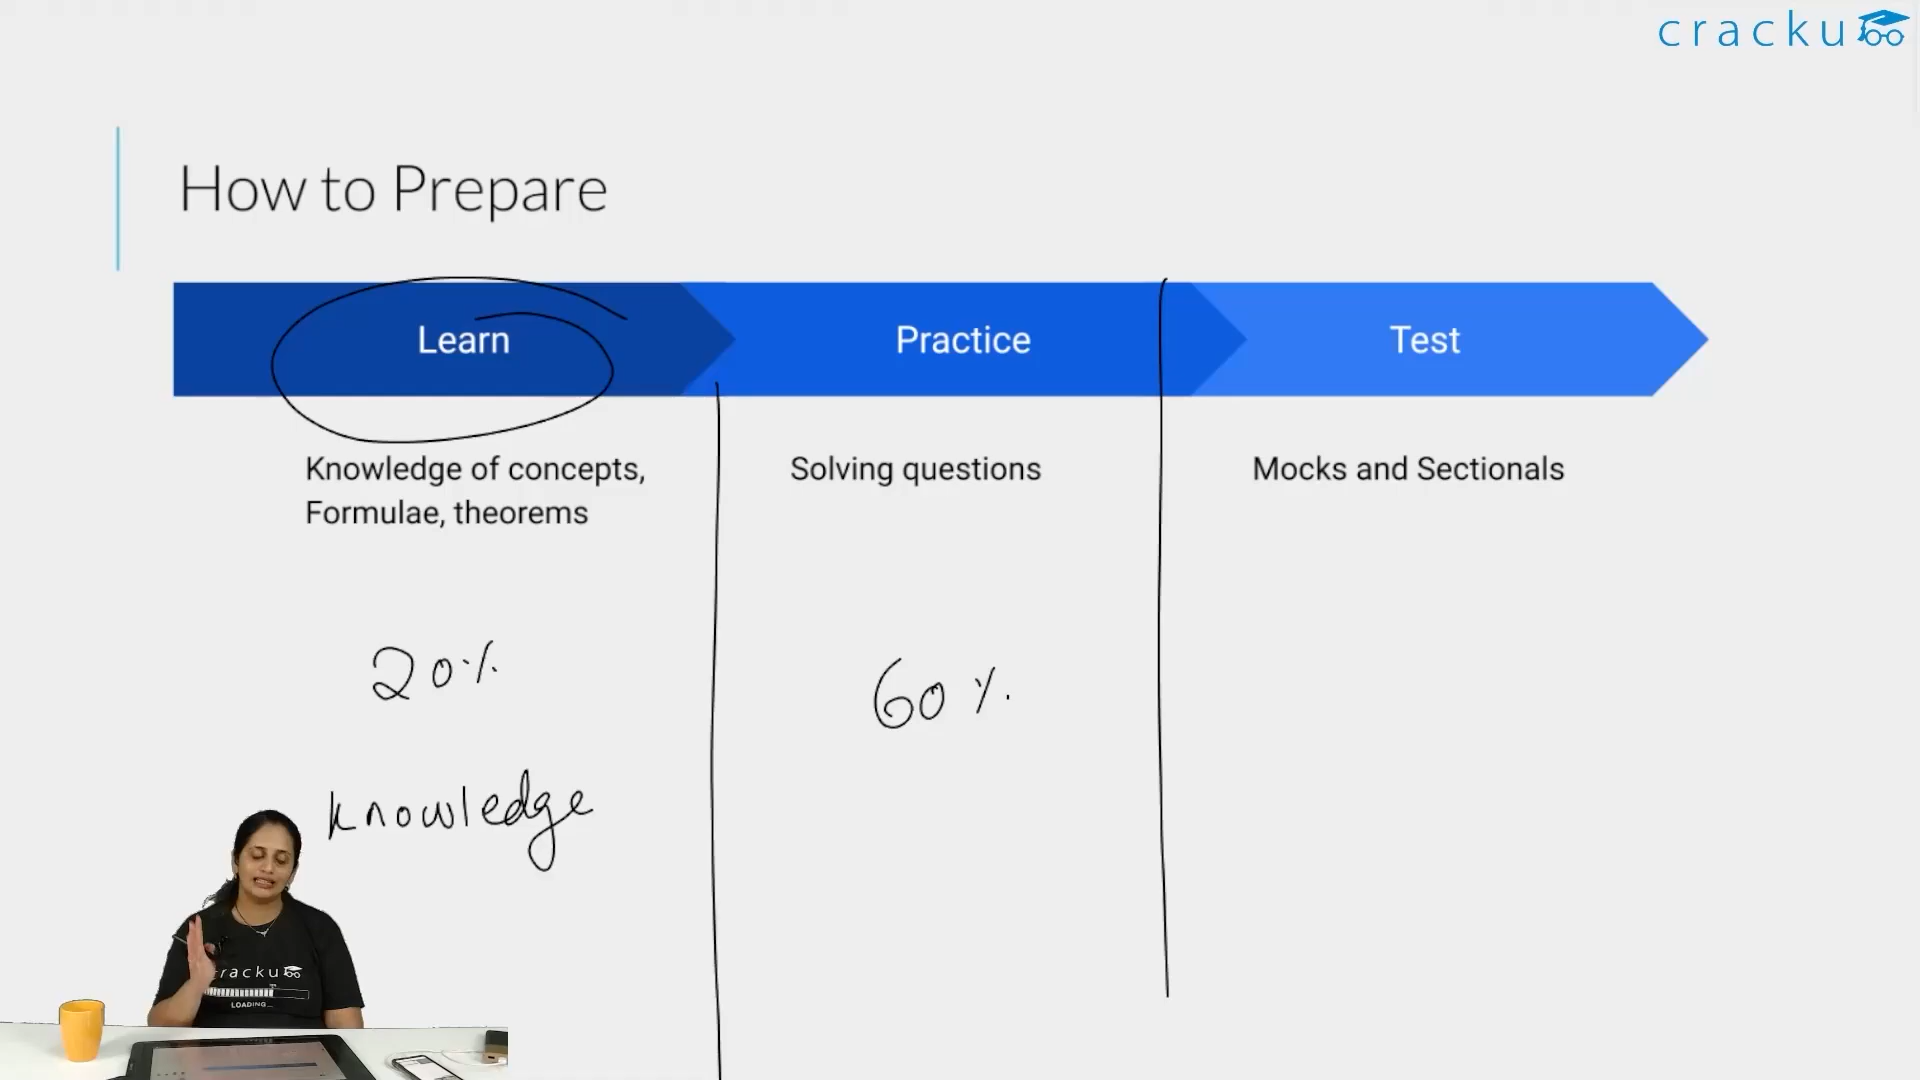 cracku
How to Prepare
Learn
Practice
Test
Knowledge of concepts,
Formulae, theorems
Solving questions
Mocks and Sectionals
20%
60%
knowledge
cracku
LOADING...